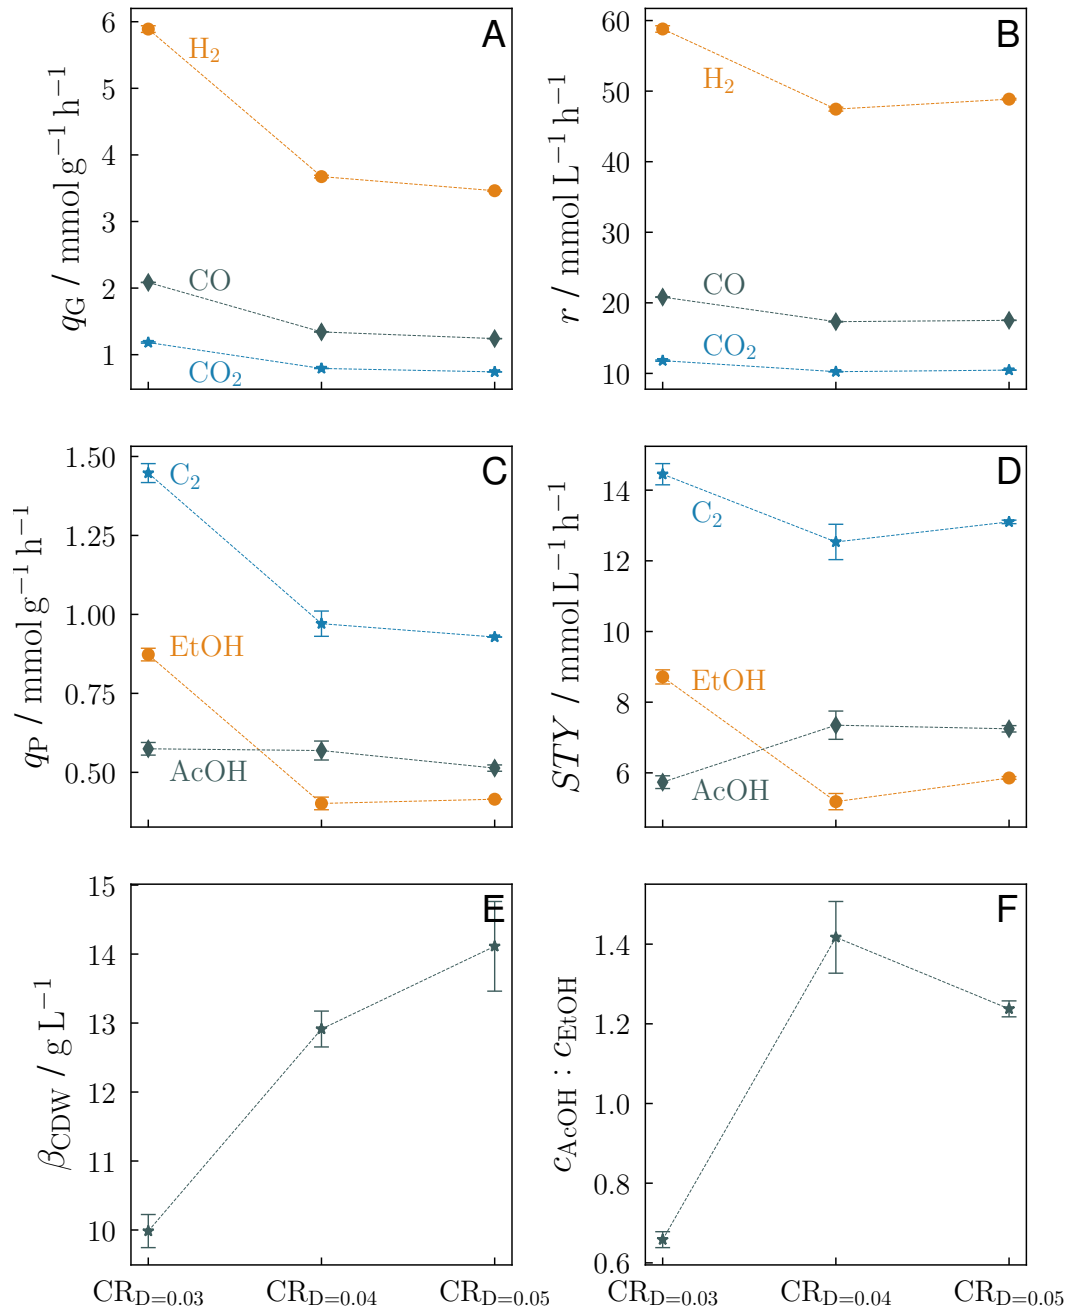 A
6
5
4
3
2
1
q_G / mmol g⁻¹ h⁻¹
H₂
CO
CO₂
B
60
50
40
30
20
10
r / mmol L⁻¹ h⁻¹
H₂
CO
CO₂
C
1.50
1.25
1.00
0.75
0.50
q_P / mmol g⁻¹ h⁻¹
C₂
EtOH
AcOH
D
14
12
10
8
6
STY / mmol L⁻¹ h⁻¹
C₂
EtOH
AcOH
E
15
14
13
12
11
10
β_CDW / g L⁻¹
CR_D=0.03 CR_D=0.04 CR_D=0.05
F
1.4
1.2
1.0
0.8
0.6
c_AcOH : c_EtOH
CR_D=0.03 CR_D=0.04 CR_D=0.05